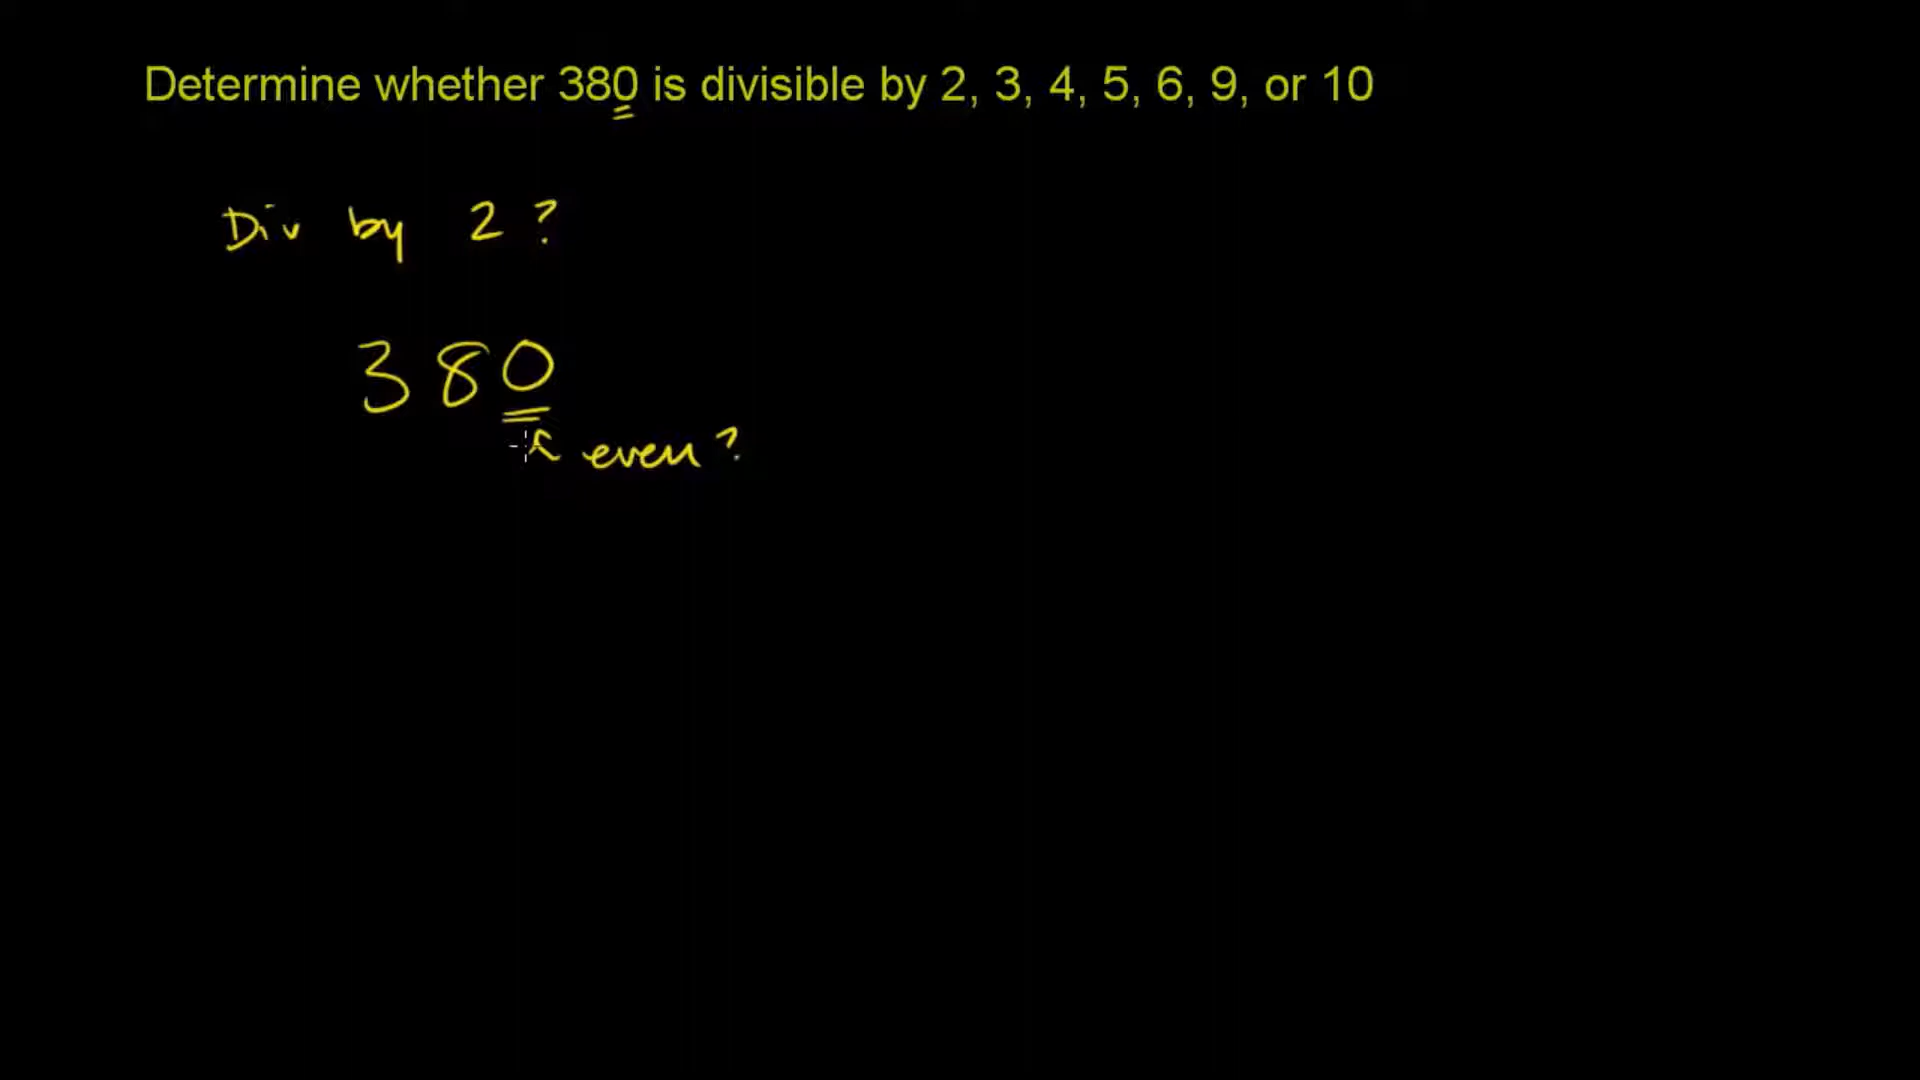 Determine whether 380 is divisible by 2, 3, 4, 5, 6, 9, or 10
Div by 2 ?
380
even ?